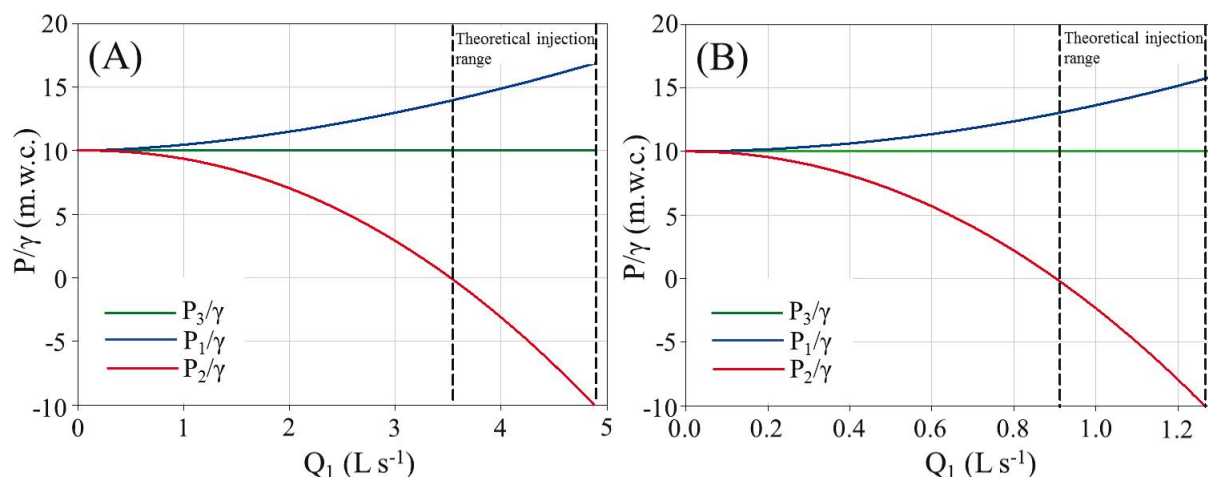 (A)
Theoretical injection
range
P/γ (m.w.c.)
20
15
10
5
0
-5
-10
P₃/γ
P₁/γ
P₂/γ
0 1 2 3 4 5
Q₁ (L s⁻¹)
(B)
Theoretical injection
range
P/γ (m.w.c.)
20
15
10
5
0
-5
-10
P₃/γ
P₁/γ
P₂/γ
0.0 0.2 0.4 0.6 0.8 1.0 1.2
Q₁ (L s⁻¹)